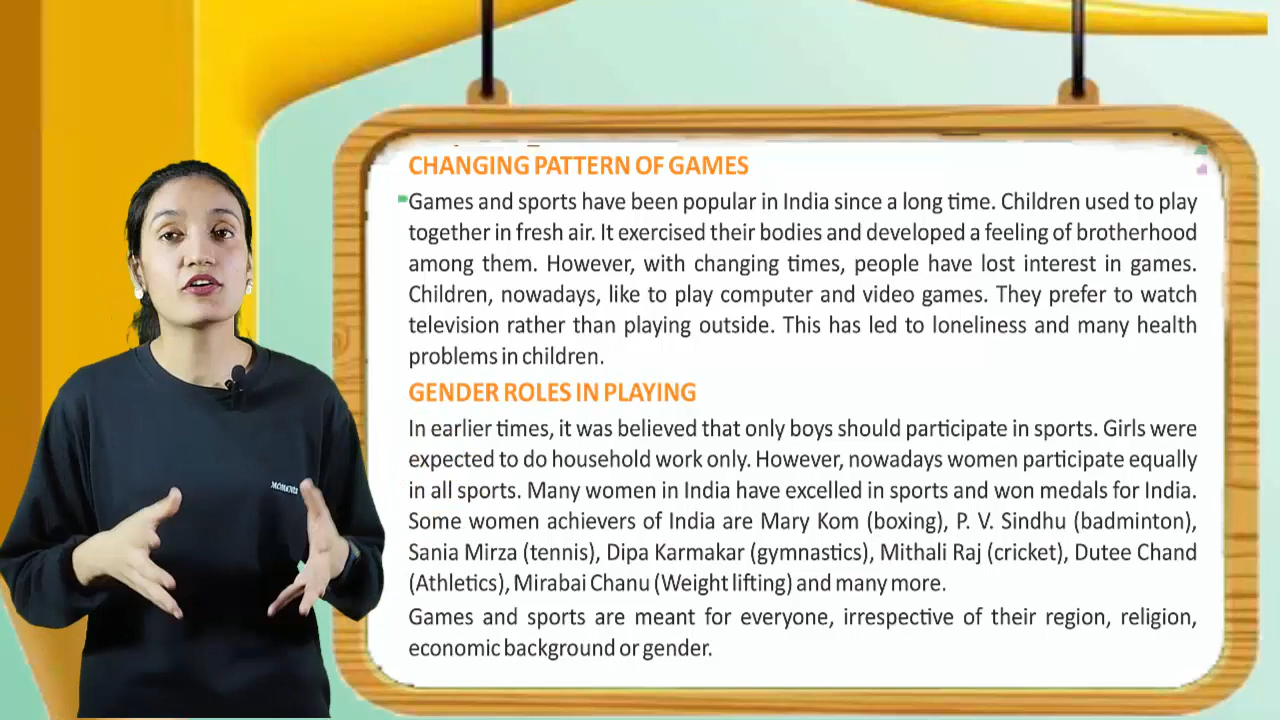 CHANGING PATTERN OF GAMES
Games and sports have been popular in India since a long time. Children used to play
together in fresh air. It exercised their bodies and developed a feeling of brotherhood
among them. However, with changing times, people have lost interest in games.
Children, nowadays, like to play computer and video games. They prefer to watch
television rather than playing outside. This has led to loneliness and many health
problems in children.
GENDER ROLES IN PLAYING
In earlier times, it was believed that only boys should participate in sports. Girls were
expected to do household work only. However, nowadays women participate equally
in all sports. Many women in India have excelled in sports and won medals for India.
Some women achievers of India are Mary Kom (boxing), P. V. Sindhu (badminton),
Sania Mirza (tennis), Dipa Karmakar (gymnastics), Mithali Raj (cricket), Dutee Chand
(Athletics), Mirabai Chanu (Weight lifting) and many more.
Games and sports are meant for everyone, irrespective of their region, religion,
economic background or gender.